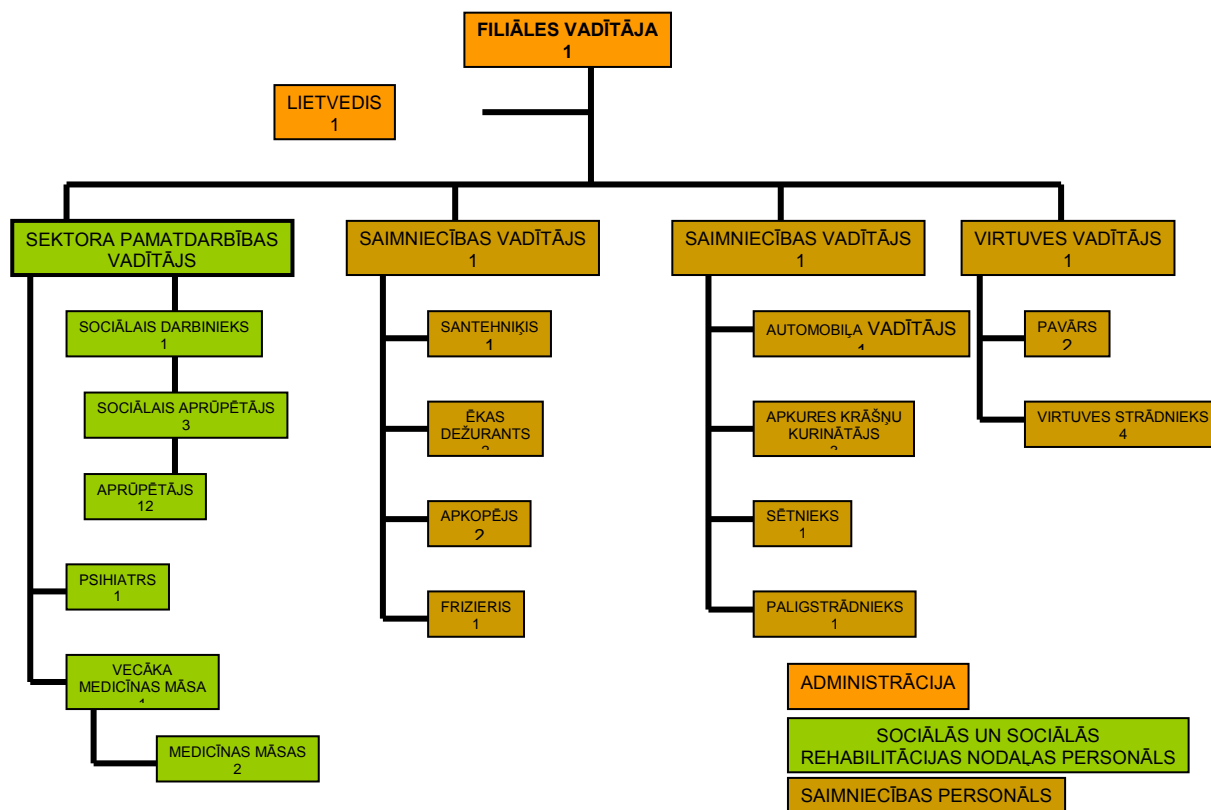 FILIĀLES VADĪTĀJA
1
LIETVEDIS
1
SEKTORA PAMATDARBĪBAS
VADĪTĀJS
SAIMNIECĪBAS VADĪTĀJS
1
SAIMNIECĪBAS VADĪTĀJS
1
VIRTUVES VADĪTĀJS
1
SOCIĀLAIS DARBINIEKS
1
SOCIĀLAIS APRŪPĒTĀJS
3
APRŪPĒTĀJS
12
PSIHIATRS
1
VECĀKA
MEDICĪNAS MĀSA
MEDICĪNAS MĀSAS
2
SANTEHNIĶIS
1
ĒKAS
DEŽURANTS
APKOPĒJS
2
FRIZIERIS
1
AUTOMOBIĻA VADĪTĀJS
APKURES KRĀŠŅU
KURINĀTĀJS
SĒTNIEKS
1
PALIGSTRĀDNIEKS
1
PAVĀRS
2
VIRTUVES STRĀDNIEKS
4
ADMINISTRĀCIJA
SOCIĀLĀS UN SOCIĀLĀS
REHABILITĀCIJAS NODAĻAS PERSONĀLS
SAIMNIECĪBAS PERSONĀLS